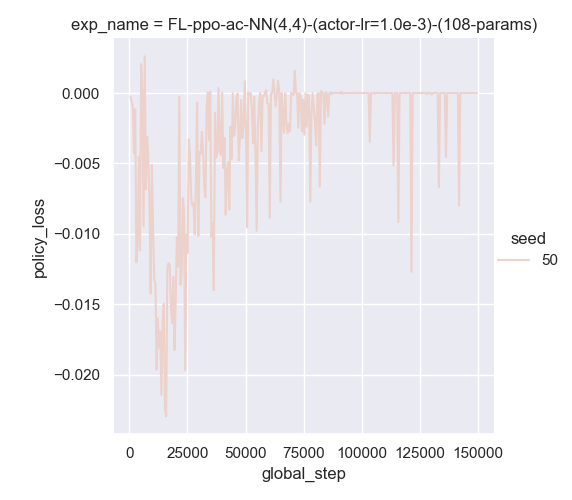 exp_name = FL-ppo-ac-NN(4,4)-(actor-lr=1.0e-3)-(108-params)
0.000
−0.005
−0.010
−0.015
−0.020
policy_loss
seed
50
0 25000 50000 75000 100000 125000 150000
global_step